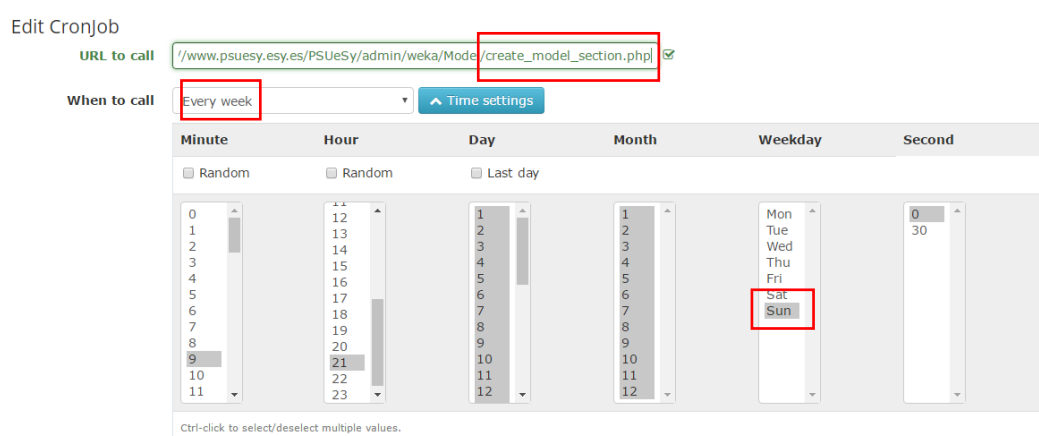 Edit CronJob
URL to call '/www.psuesy.esy.es/PSUeSy/admin/weka/Model/create_model_section.php
When to call Every week Time settings
Minute Hour Day Month Weekday Second
Random Random Last day
0 11 1 1 Mon 0
1 12 2 2 Tue 30
2 13 3 3 Wed
3 14 4 4 Thu
4 15 5 5 Fri
5 16 6 6 Sat
6 17 7 7 Sun
7 18 8 8
8 19 9 9
9 20 10 10
10 21 11 11
11 22 12 12
23
Ctrl-click to select/deselect multiple values.